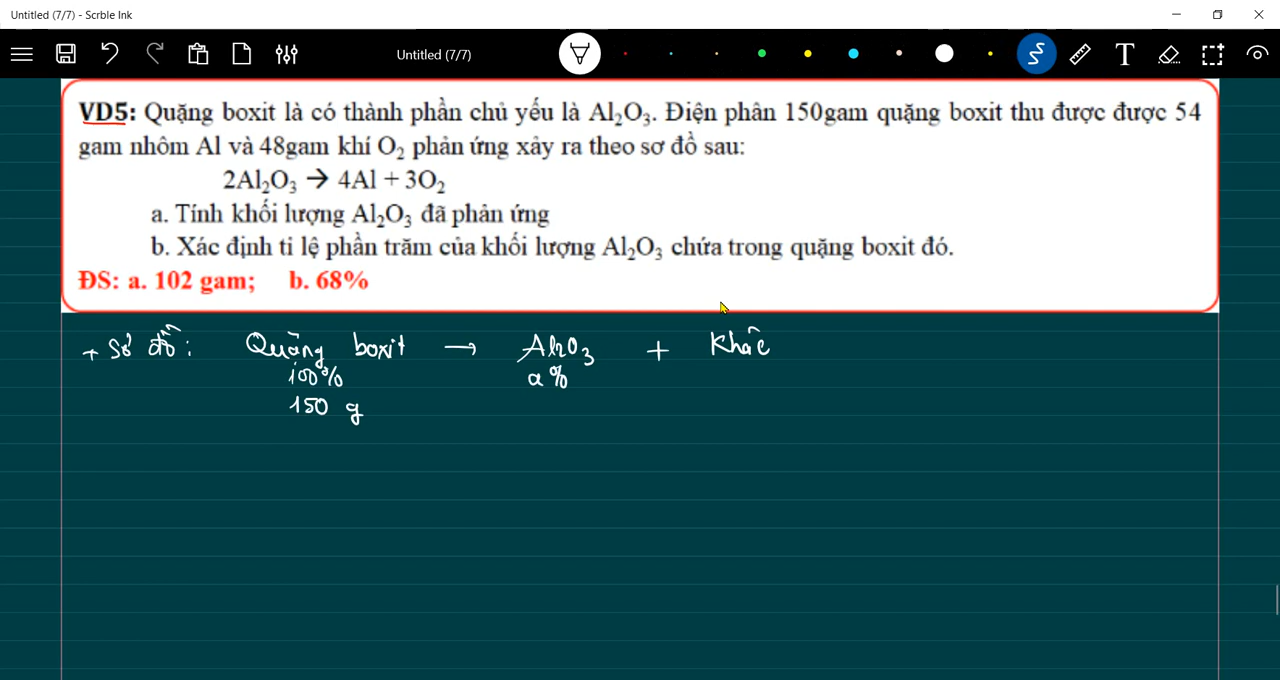 Untitled (7/7) - Scrble Ink
Untitled (7/7)
T
VD5: Quặng boxit là có thành phần chủ yếu là Al₂O₃. Điện phân 150gam quặng boxit thu được được 54
gam nhôm Al và 48gam khí O₂ phản ứng xảy ra theo sơ đồ sau:
2Al₂O₃ → 4Al + 3O₂
a. Tính khối lượng Al₂O₃ đã phản ứng
b. Xác định tỉ lệ phần trăm của khối lượng Al₂O₃ chứa trong quặng boxit đó.
ĐS: a. 102 gam; b. 68%
+ Sơ đồ: Quặng boxit → Al2O3 + Khác
100% a%
150 g